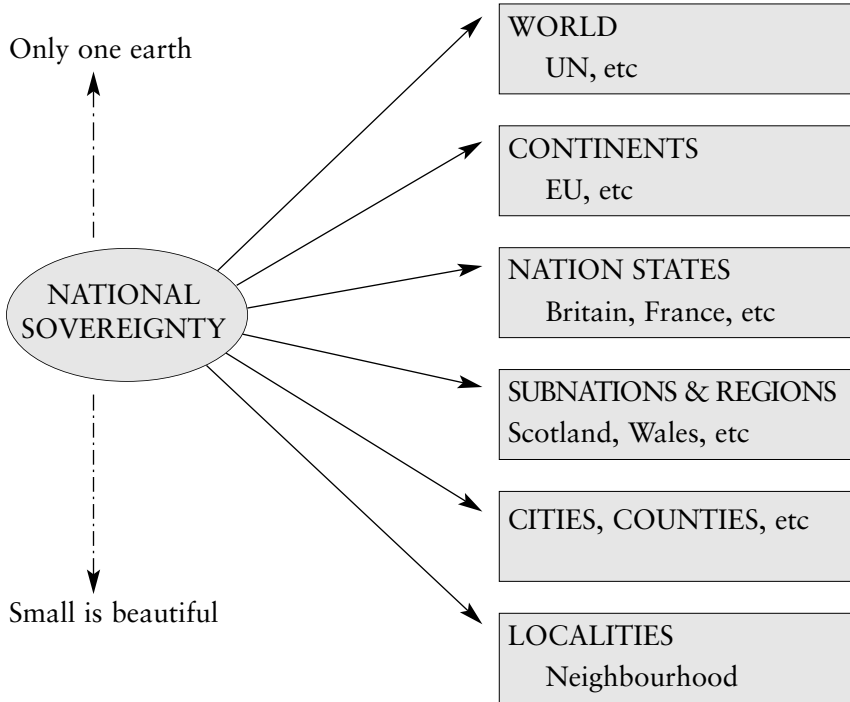 Only one earth
NATIONAL
SOVEREIGNTY
Small is beautiful
WORLD
UN, etc
CONTINENTS
EU, etc
NATION STATES
Britain, France, etc
SUBNATIONS & REGIONS
Scotland, Wales, etc
CITIES, COUNTIES, etc
LOCALITIES
Neighbourhood